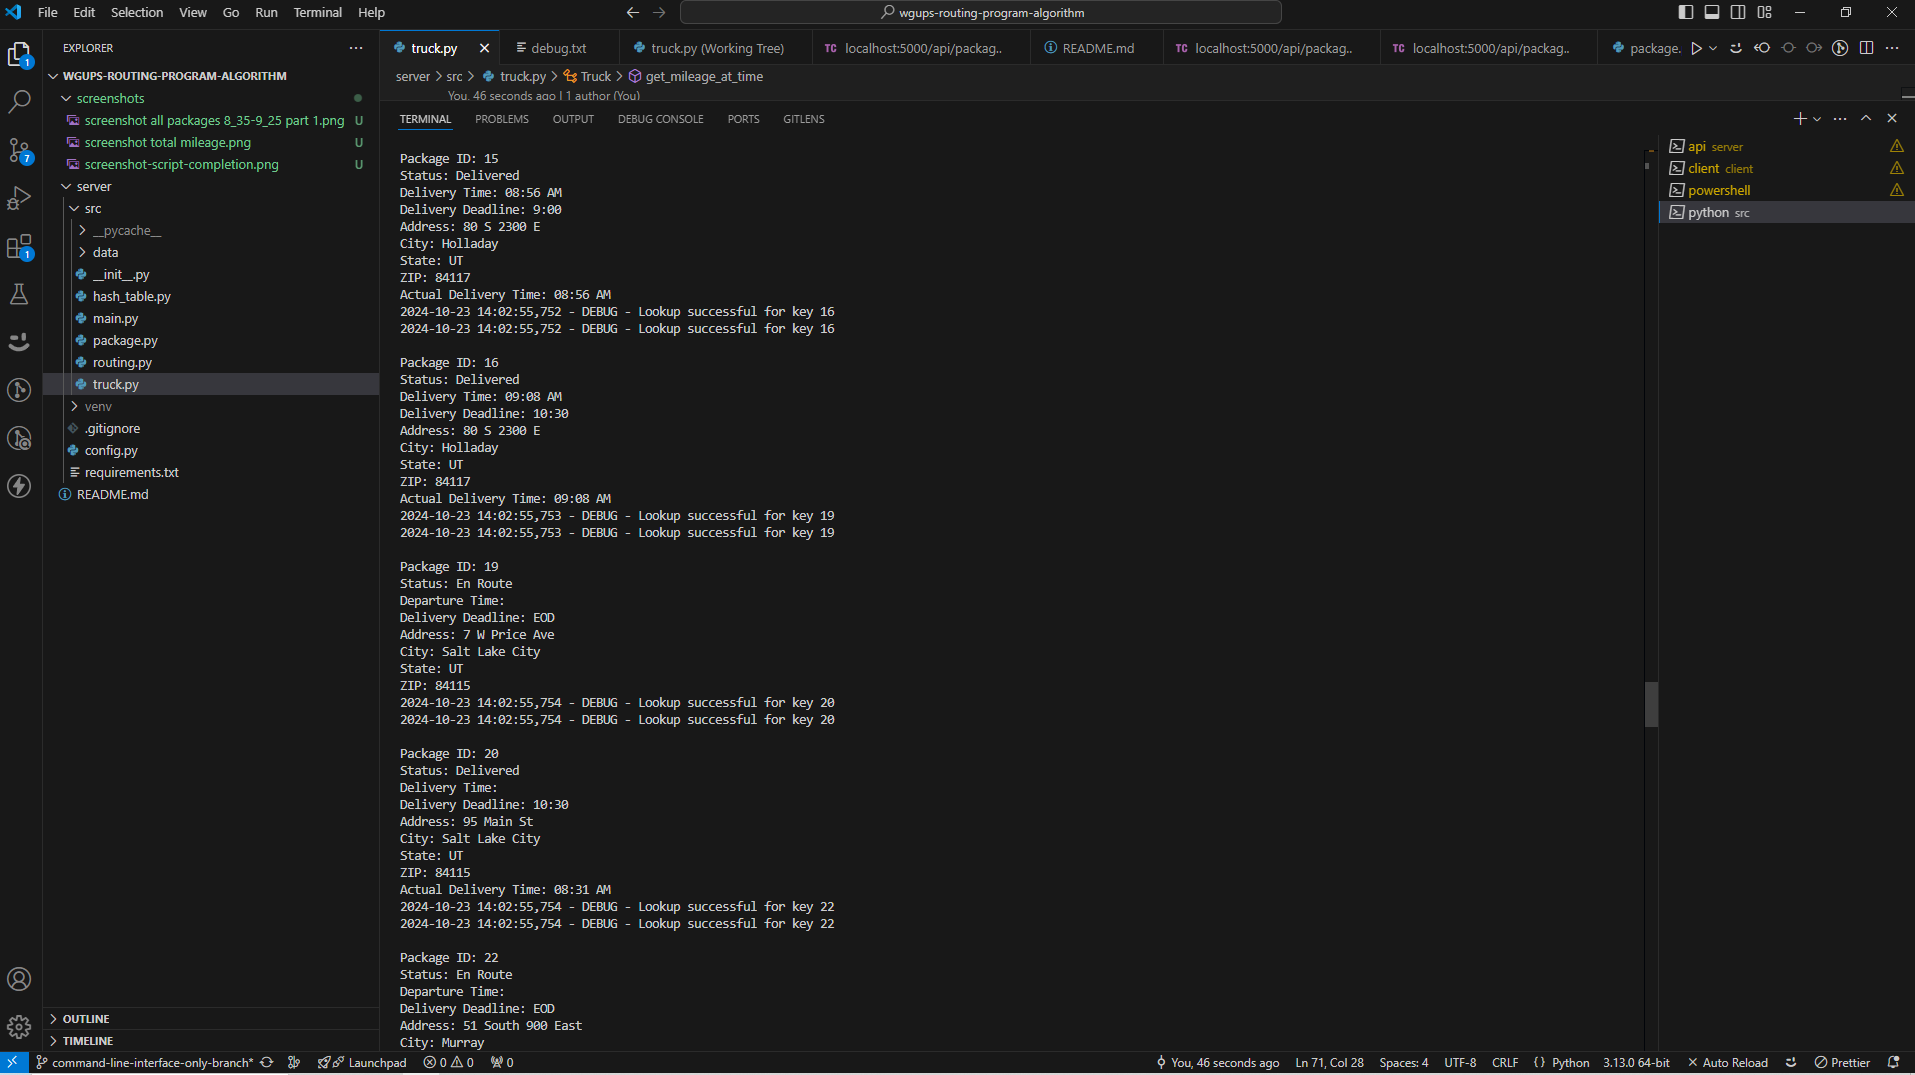 File Edit Selection View Go Run Terminal Help
wgups-routing-program-algorithm
EXPLORER
WGUPS-ROUTING-PROGRAM-ALGORITHM
screenshots
screenshot all packages 8_35-9_25 part 1.png U
screenshot total mileage.png U
screenshot-script-completion.png U
server
src
__pycache__
data
__init__.py
hash_table.py
main.py
package.py
routing.py
truck.py
venv
.gitignore
config.py
requirements.txt
README.md
OUTLINE
TIMELINE
1
7
1
truck.py
debug.txt
truck.py (Working Tree)
TC localhost:5000/api/packag..
README.md
TC localhost:5000/api/packag..
TC localhost:5000/api/packag..
package.
server > src > truck.py > Truck > get_mileage_at_time
You, 46 seconds ago | 1 author (You)
TERMINAL PROBLEMS OUTPUT DEBUG CONSOLE PORTS GITLENS
Package ID: 15
Status: Delivered
Delivery Time: 08:56 AM
Delivery Deadline: 9:00
Address: 80 S 2300 E
City: Holladay
State: UT
ZIP: 84117
Actual Delivery Time: 08:56 AM
2024-10-23 14:02:55,752 - DEBUG - Lookup successful for key 16
2024-10-23 14:02:55,752 - DEBUG - Lookup successful for key 16
Package ID: 16
Status: Delivered
Delivery Time: 09:08 AM
Delivery Deadline: 10:30
Address: 80 S 2300 E
City: Holladay
State: UT
ZIP: 84117
Actual Delivery Time: 09:08 AM
2024-10-23 14:02:55,753 - DEBUG - Lookup successful for key 19
2024-10-23 14:02:55,753 - DEBUG - Lookup successful for key 19
Package ID: 19
Status: En Route
Departure Time:
Delivery Deadline: EOD
Address: 7 W Price Ave
City: Salt Lake City
State: UT
ZIP: 84115
2024-10-23 14:02:55,754 - DEBUG - Lookup successful for key 20
2024-10-23 14:02:55,754 - DEBUG - Lookup successful for key 20
Package ID: 20
Status: Delivered
Delivery Time:
Delivery Deadline: 10:30
Address: 95 Main St
City: Salt Lake City
State: UT
ZIP: 84115
Actual Delivery Time: 08:31 AM
2024-10-23 14:02:55,754 - DEBUG - Lookup successful for key 22
2024-10-23 14:02:55,754 - DEBUG - Lookup successful for key 22
Package ID: 22
Status: En Route
Departure Time:
Delivery Deadline: EOD
Address: 51 South 900 East
City: Murray
api server
client client
powershell
python src
command-line-interface-only-branch* Launchpad 0 0 0 You, 46 seconds ago Ln 71, Col 28 Spaces: 4 UTF-8 CRLF {} Python 3.13.0 64-bit Auto Reload Prettier